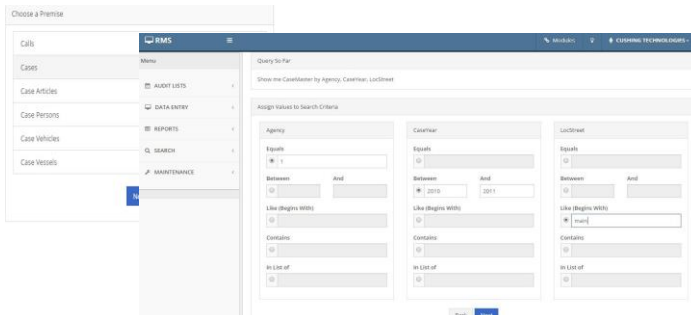 Choose a Premise
Calls
Cases
Case Articles
Case Persons
Case Vehicles
Case Vessels
RMS
Modules
CUSHING TECHNOLOGIES
Menu
AUDIT LISTS
DATA ENTRY
REPORTS
SEARCH
MAINTENANCE
Query So Far
Show me CaseMaster by Agency, CaseYear, LocStreet
Assign Values to Search Criteria
Agency
Equals
1
Between And
Like (Begins With)
Contains
In List of
CaseYear
Equals
Between And
2010 2011
Like (Begins With)
Contains
In List of
LocStreet
Equals
Between And
Like (Begins With)
main
Contains
In List of